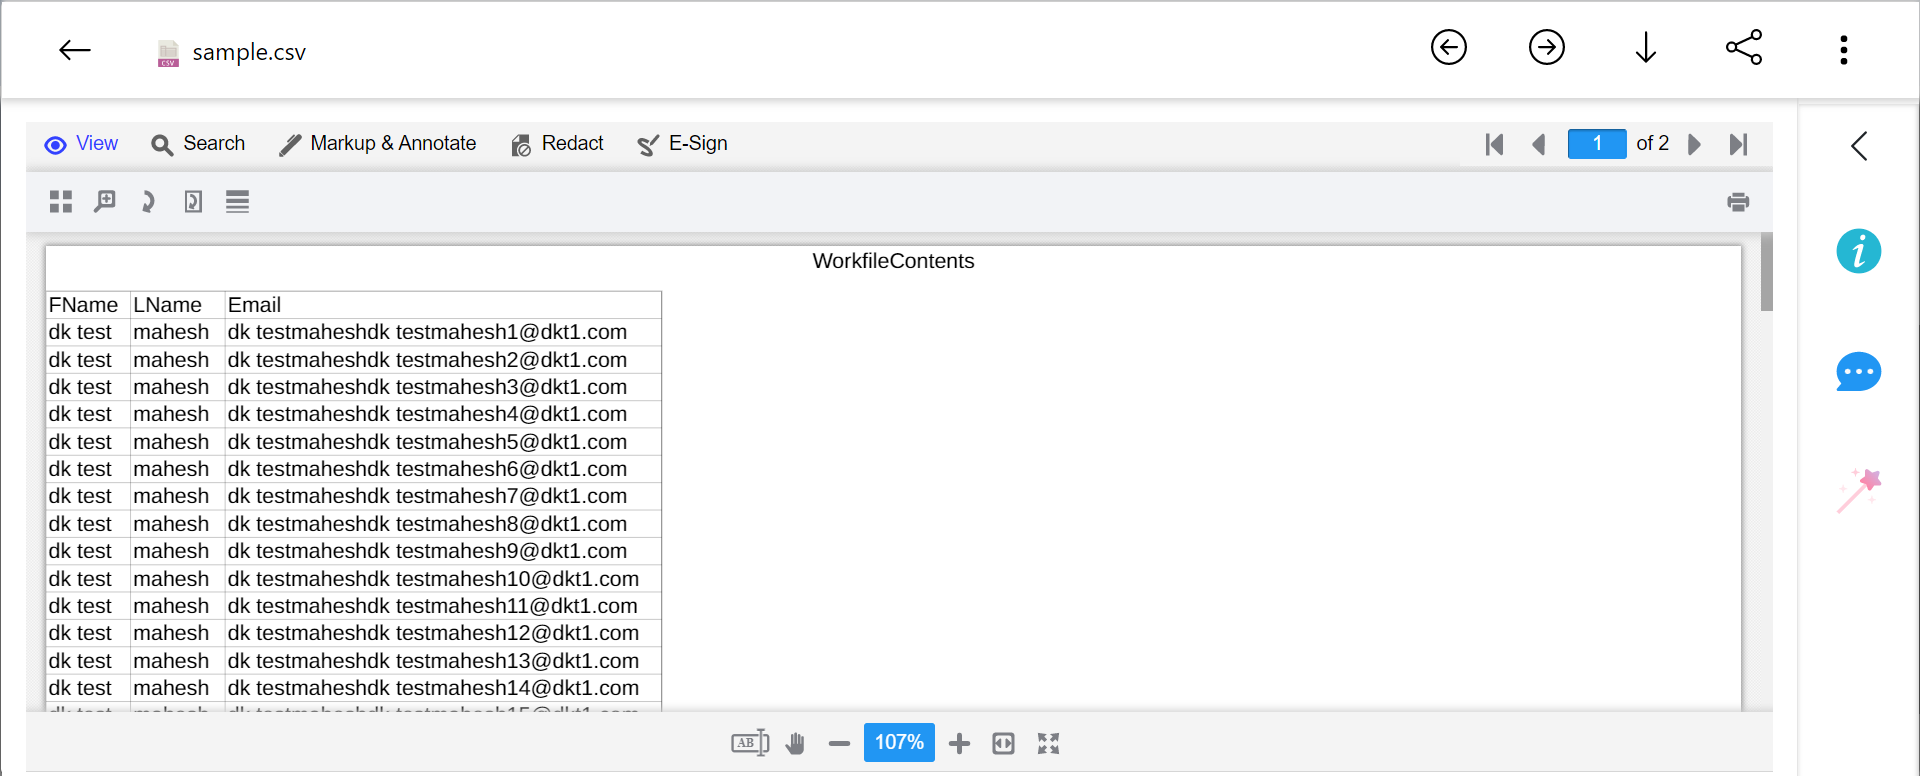 sample.csv
View Search Markup & Annotate Redact E-Sign 1 of 2
WorkfileContents
FName LName Email
dk test mahesh dk testmaheshdk testmahesh1@dkt1.com
dk test mahesh dk testmaheshdk testmahesh2@dkt1.com
dk test mahesh dk testmaheshdk testmahesh3@dkt1.com
dk test mahesh dk testmaheshdk testmahesh4@dkt1.com
dk test mahesh dk testmaheshdk testmahesh5@dkt1.com
dk test mahesh dk testmaheshdk testmahesh6@dkt1.com
dk test mahesh dk testmaheshdk testmahesh7@dkt1.com
dk test mahesh dk testmaheshdk testmahesh8@dkt1.com
dk test mahesh dk testmaheshdk testmahesh9@dkt1.com
dk test mahesh dk testmaheshdk testmahesh10@dkt1.com
dk test mahesh dk testmaheshdk testmahesh11@dkt1.com
dk test mahesh dk testmaheshdk testmahesh12@dkt1.com
dk test mahesh dk testmaheshdk testmahesh13@dkt1.com
dk test mahesh dk testmaheshdk testmahesh14@dkt1.com
AB 107%